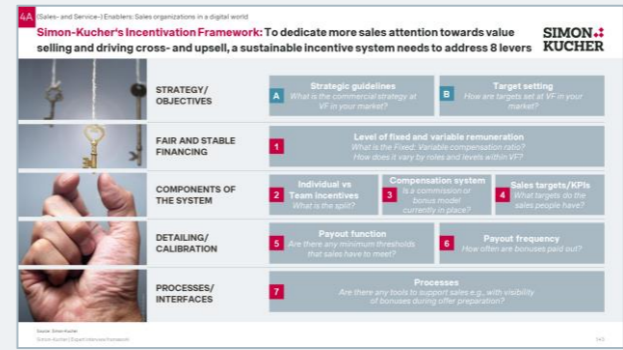 4A (Sales- and Service-) Enablers: Sales organizations in a digital world
Simon-Kucher's Incentivation Framework: To dedicate more sales attention towards value
selling and driving cross- and upsell, a sustainable incentive system needs to address 8 levers
SIMON
KUCHER
STRATEGY/
OBJECTIVES
A
Strategic guidelines
What is the commercial strategy at
VF in your market?
B
Target setting
How are targets set at VF in your
market?
FAIR AND STABLE
FINANCING
1
Level of fixed and variable remuneration
What is the Fixed: Variable compensation ratio?
How does it vary by roles and levels within VF?
COMPONENTS OF
THE SYSTEM
2
Individual vs
Team incentives
What is the split?
3
Compensation system
Is a commission or
bonus model
currently in place?
4
Sales targets/KPIs
What targets do the
sales people have?
DETAILING/
CALIBRATION
5
Payout function
Are there any minimum thresholds
that sales have to meet?
6
Payout frequency
How often are bonuses paid out?
PROCESSES/
INTERFACES
7
Processes
Are there any tools to support sales e.g., with visibility
of bonuses during offer preparation?
Source: Simon-Kucher
Simon-Kucher | Expert interview framework